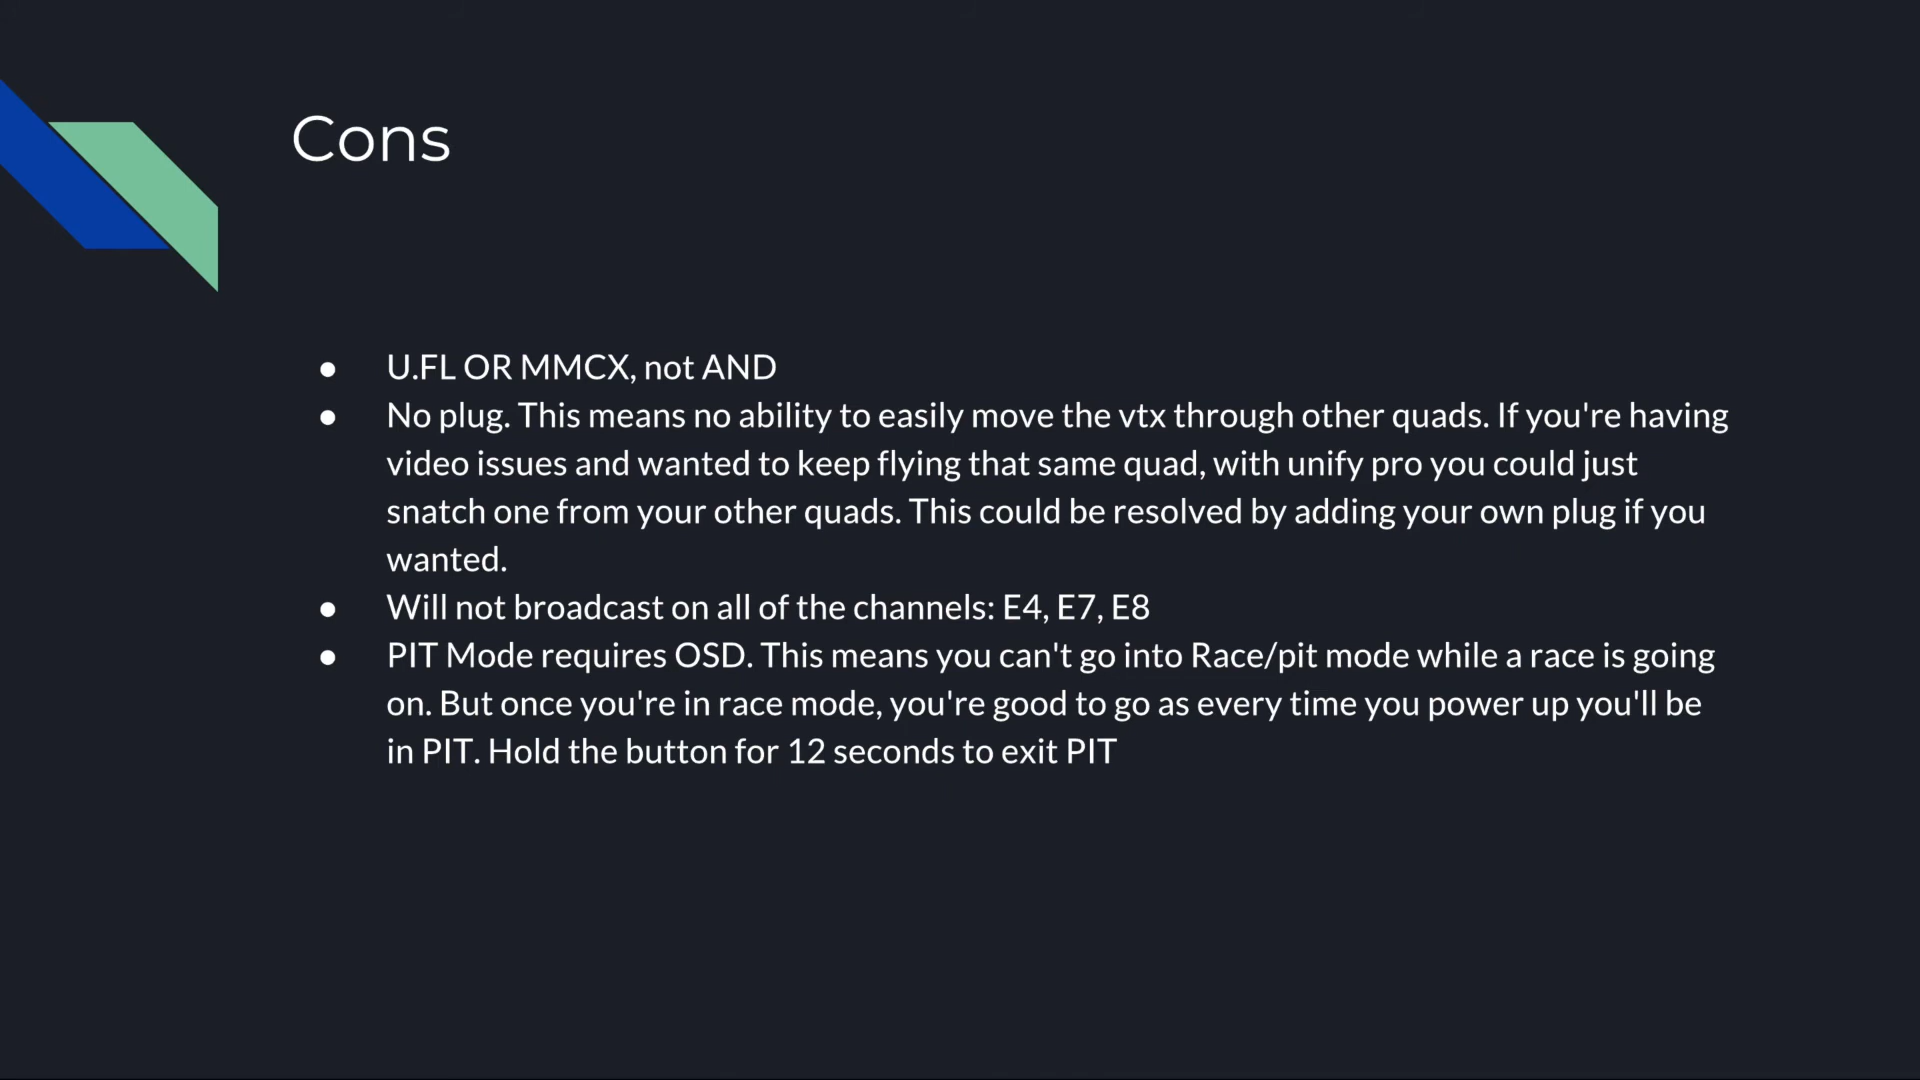 Cons
● U.FL OR MMCX, not AND
● No plug. This means no ability to easily move the vtx through other quads. If you're having
video issues and wanted to keep flying that same quad, with unify pro you could just
snatch one from your other quads. This could be resolved by adding your own plug if you
wanted.
● Will not broadcast on all of the channels: E4, E7, E8
● PIT Mode requires OSD. This means you can't go into Race/pit mode while a race is going
on. But once you're in race mode, you're good to go as every time you power up you'll be
in PIT. Hold the button for 12 seconds to exit PIT